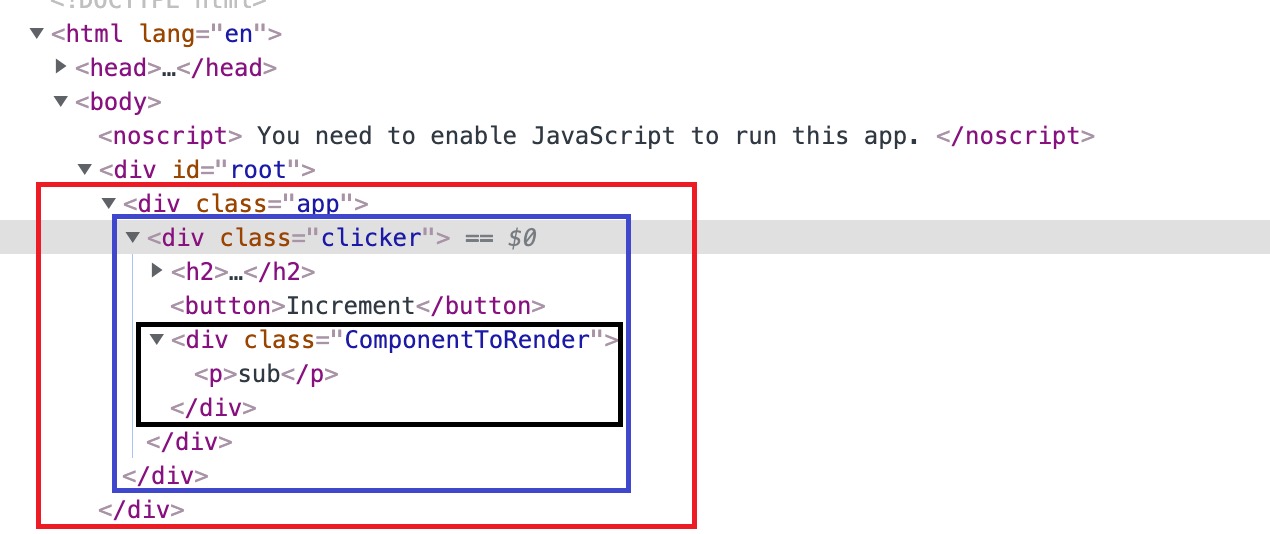 <!DOCTYPE html>
<html lang="en">
<head>…</head>
<body>
<noscript> You need to enable JavaScript to run this app. </noscript>
<div id="root">
<div class="app">
<div class="clicker"> == $0
<h2>…</h2>
<button>Increment</button>
<div class="ComponentToRender">
<p>sub</p>
</div>
</div>
</div>
</div>